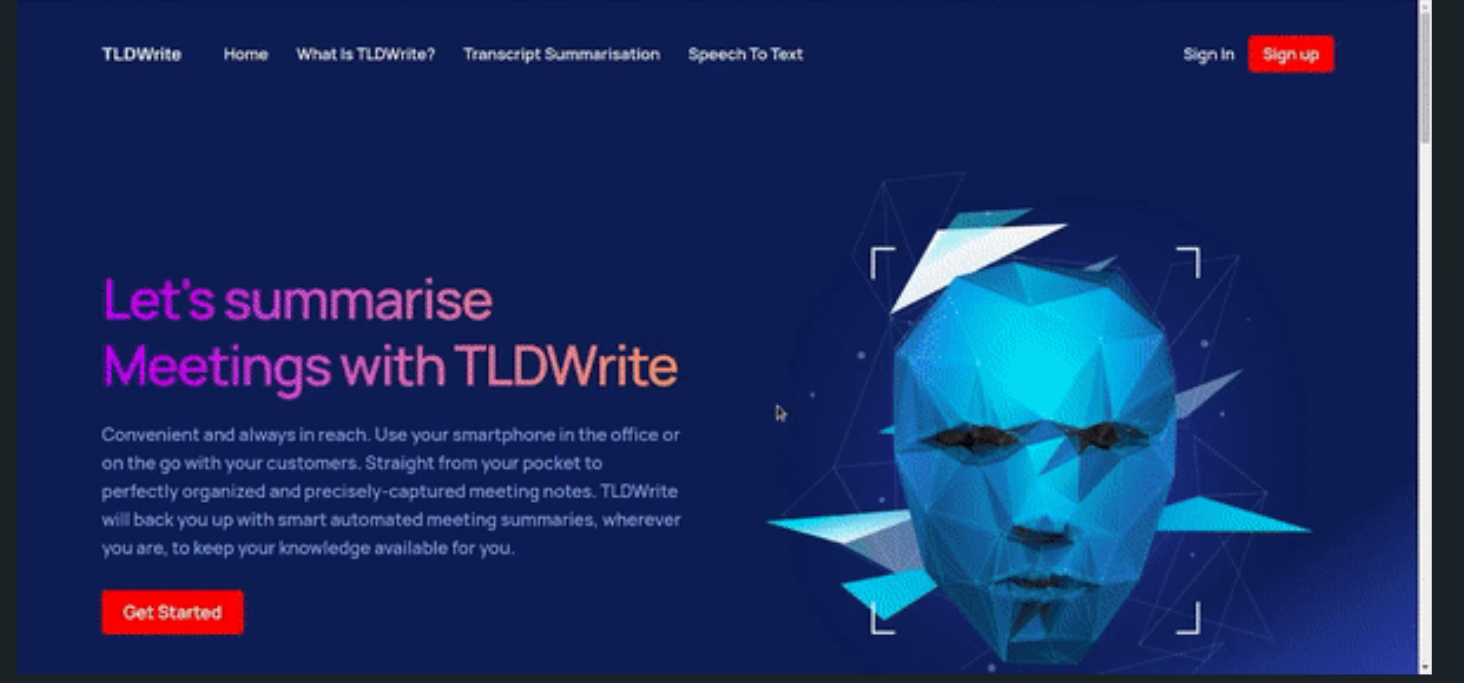 TLDWrite Home What Is TLDWrite? Transcript Summarisation Speech To Text Sign In Sign up
Let's summarise
Meetings with TLDWrite
Convenient and always in reach. Use your smartphone in the office or
on the go with your customers. Straight from your pocket to
perfectly organized and precisely-captured meeting notes. TLDWrite
will back you up with smart automated meeting summaries, wherever
you are, to keep your knowledge available for you.
Get Started